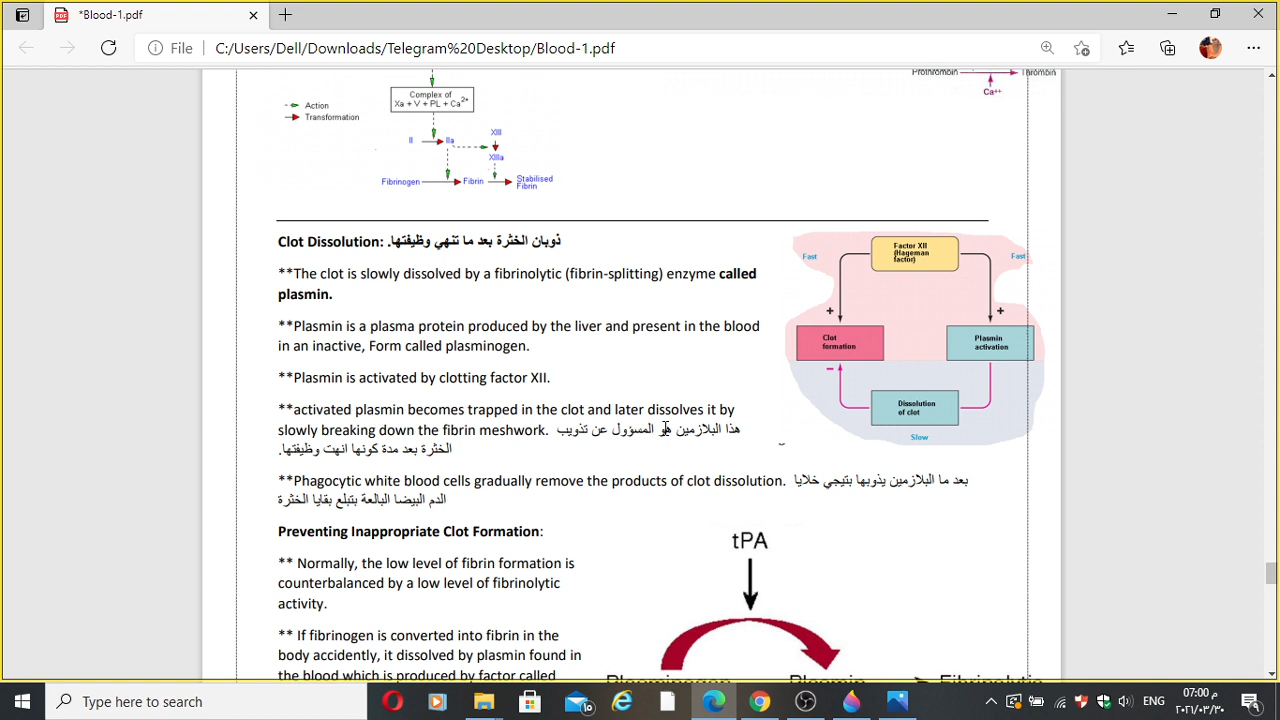 *Blood-1.pdf
File
C:/Users/Dell/Downloads/Telegram%20Desktop/Blood-1.pdf
Prothrombin
Thrombin
Ca++
Complex of
Xa + V + PL + Ca2+
Action
Transformation
II
IIa
XIII
XIIIa
Fibrinogen
Fibrin
Stabilised
Fibrin
Clot Dissolution: ذوبان الخثرة بعد ما تنهي وظيفتها.
**The clot is slowly dissolved by a fibrinolytic (fibrin-splitting) enzyme called
plasmin.
**Plasmin is a plasma protein produced by the liver and present in the blood
in an inactive, Form called plasminogen.
**Plasmin is activated by clotting factor XII.
**activated plasmin becomes trapped in the clot and later dissolves it by
slowly breaking down the fibrin meshwork. هذا البلازمين هو المسؤول عن تذويب
الخثرة بعد مدة كونها انهت وظيفتها.
**Phagocytic white blood cells gradually remove the products of clot dissolution. بعد ما البلازمين يذوبها بتيجي خلايا
الدم البيضا البالعة بتبلع بقايا الخثرة
Factor XII
(Hageman
factor)
Fast
Fast
+
+
Clot
formation
Plasmin
activation
–
Dissolution
of clot
Slow
Preventing Inappropriate Clot Formation:
** Normally, the low level of fibrin formation is
counterbalanced by a low level of fibrinolytic
activity.
** If fibrinogen is converted into fibrin in the
body accidently, it dissolved by plasmin found in
the blood which is produced by factor called
tPA
Plasminogen
Plasmin
Fibrinolytic
Type here to search
ENG
07:00 م